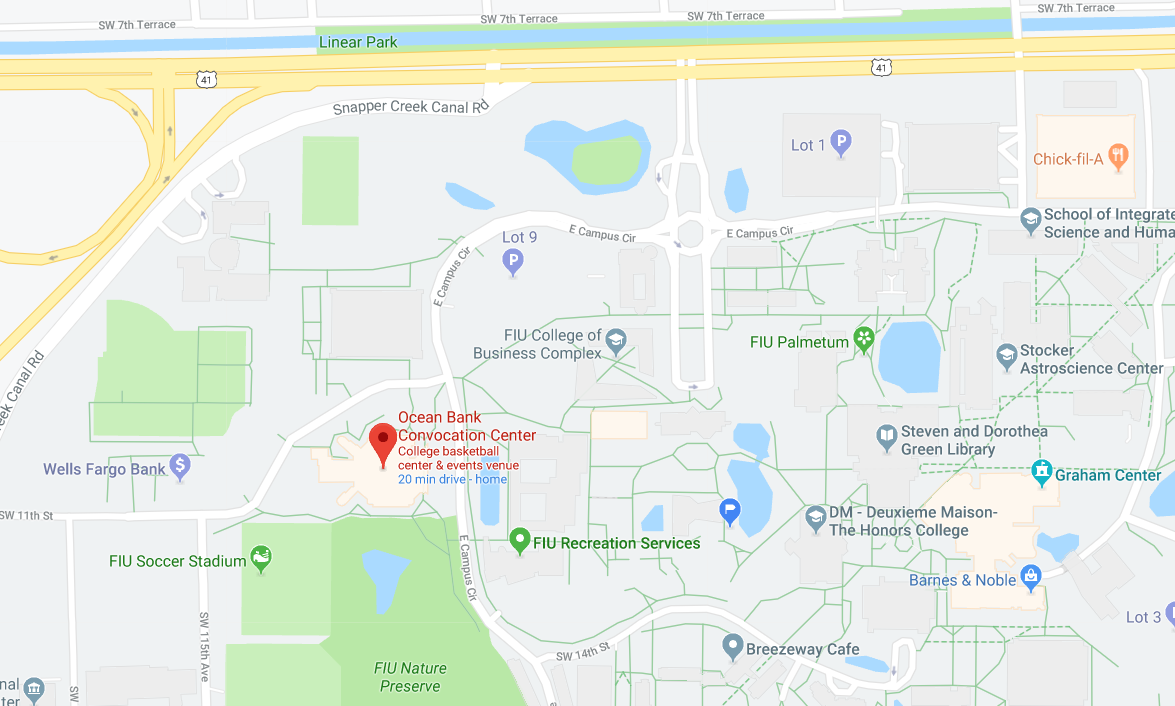 SW 7th Terrace
SW 7th Terrace
SW 7th Terrace
SW 7th Terrace
Linear Park
41
41
Snapper Creek Canal Rd
Lot 1
P
Chick-fil-A
School of Integrate
Science and Huma
E Campus Cir
E Campus Cir
Lot 9
P
E Campus Cir
FIU College of
Business Complex
FIU Palmetum
Stocker
Astroscience Center
eek Canal Rd
Ocean Bank
Convocation Center
College basketball
center & events venue
20 min drive - home
Steven and Dorothea
Green Library
Wells Fargo Bank
$
Graham Center
SW 11th St
DM - Deuxieme Maison-
The Honors College
FIU Soccer Stadium
FIU Recreation Services
E Campus Cir
Barnes & Noble
Lot 3
SW 115th Ave
SW 14th St
Breezeway Cafe
FIU Nature
Preserve
nal
ter
SW